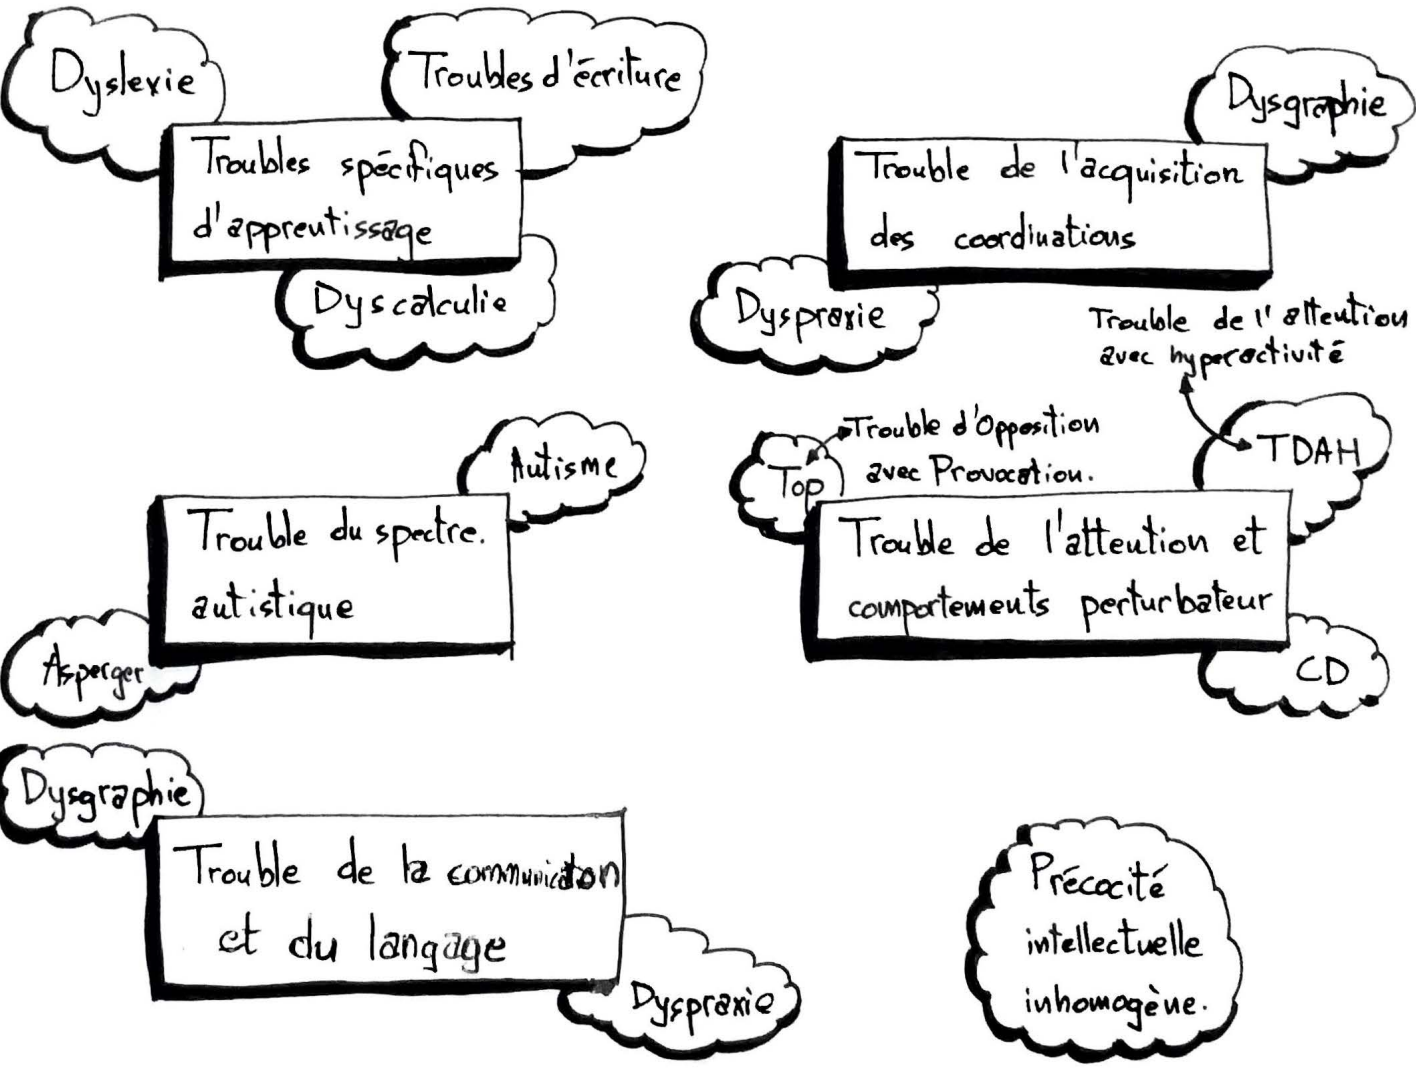 Dyslexie
Troubles d'écriture
Troubles spécifiques
d'apprentissage
Dyscalculie
Dysgraphie
Trouble de l'acquisition
des coordinations
Dyspraxie
Trouble de l'attention
avec hyperactivité
TDAH
Trouble d'Opposition
avec Provocation.
Top
Trouble de l'attention et
comportements perturbateur
CD
Autisme
Trouble du spectre.
autistique
Asperger
Dysgraphie
Trouble de la communication
et du langage
Dyspraxie
Précocité
intellectuelle
inhomogène.